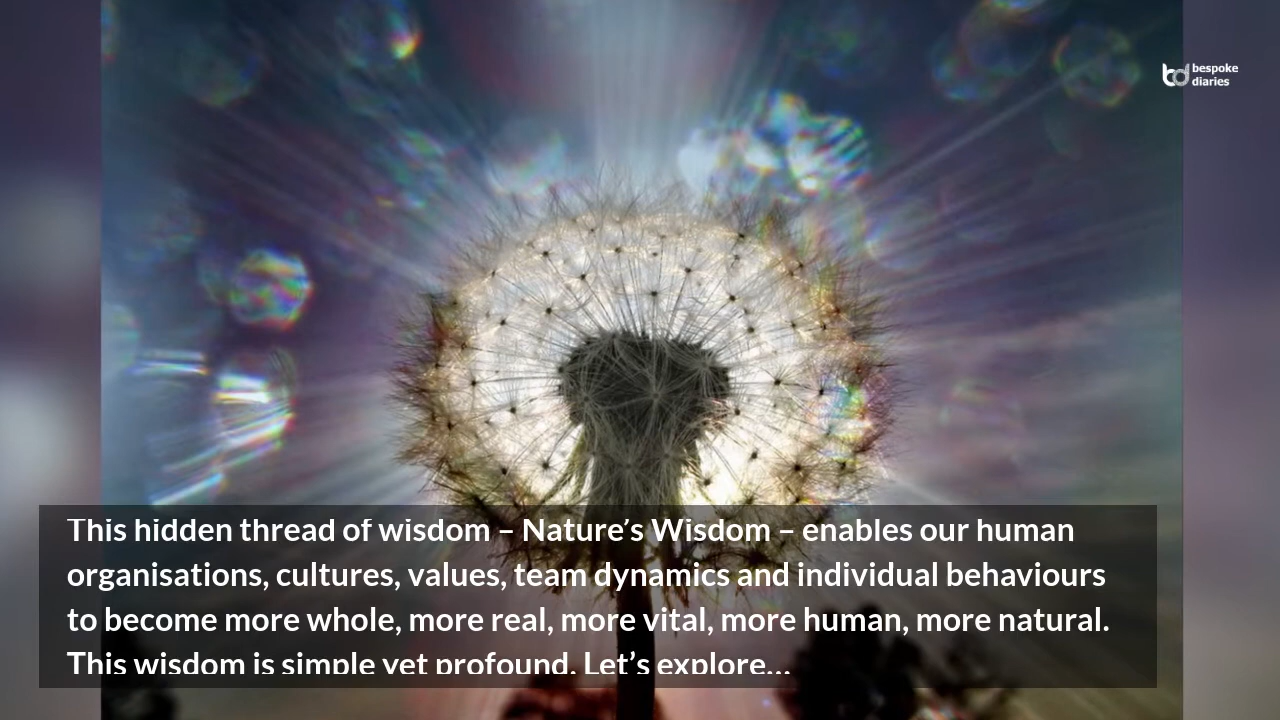 bespoke
diaries
This hidden thread of wisdom – Nature’s Wisdom – enables our human
organisations, cultures, values, team dynamics and individual behaviours
to become more whole, more real, more vital, more human, more natural.
This wisdom is simple yet profound. Let’s explore…